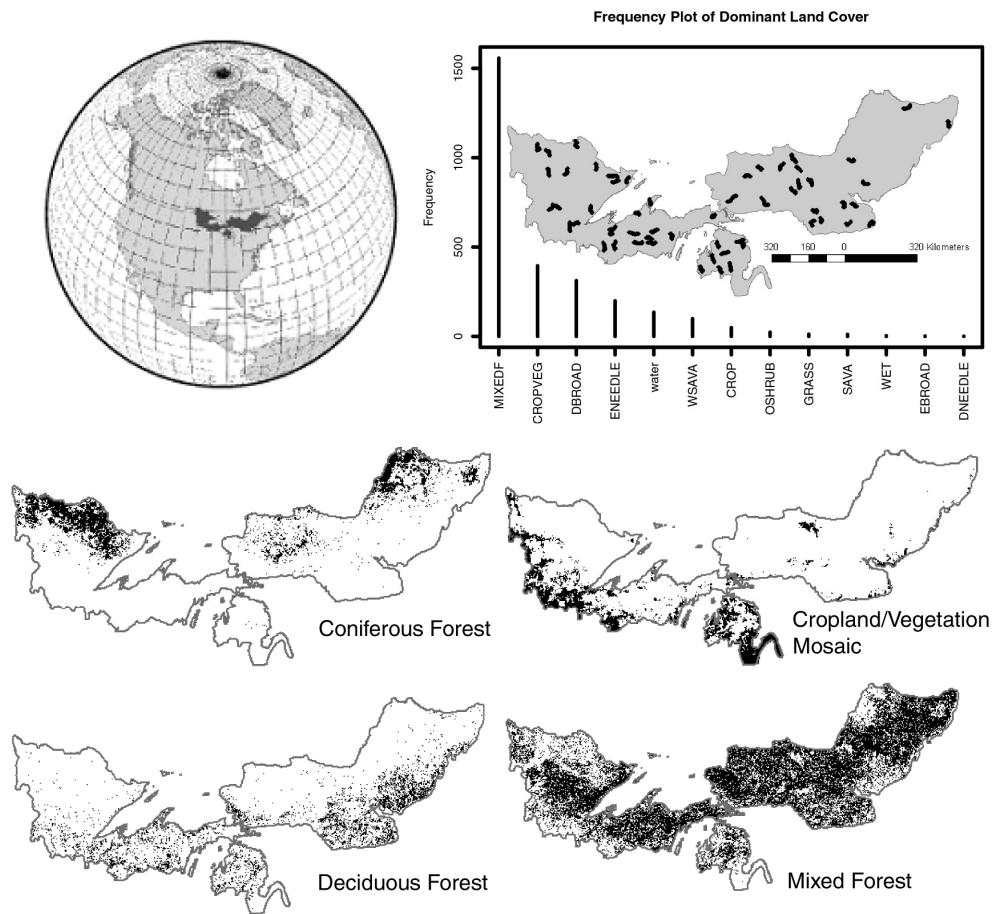 Frequency Plot of Dominant Land Cover
Frequency
1500
1000
500
0
320 160 0 320 Kilometers
MIXEDF
CROPVEG
DBROAD
ENEEDLE
water
WSAVA
CROP
OSHRUB
GRASS
SAVA
WET
EBROAD
DNEEDLE
Coniferous Forest
Cropland/Vegetation
Mosaic
Deciduous Forest
Mixed Forest